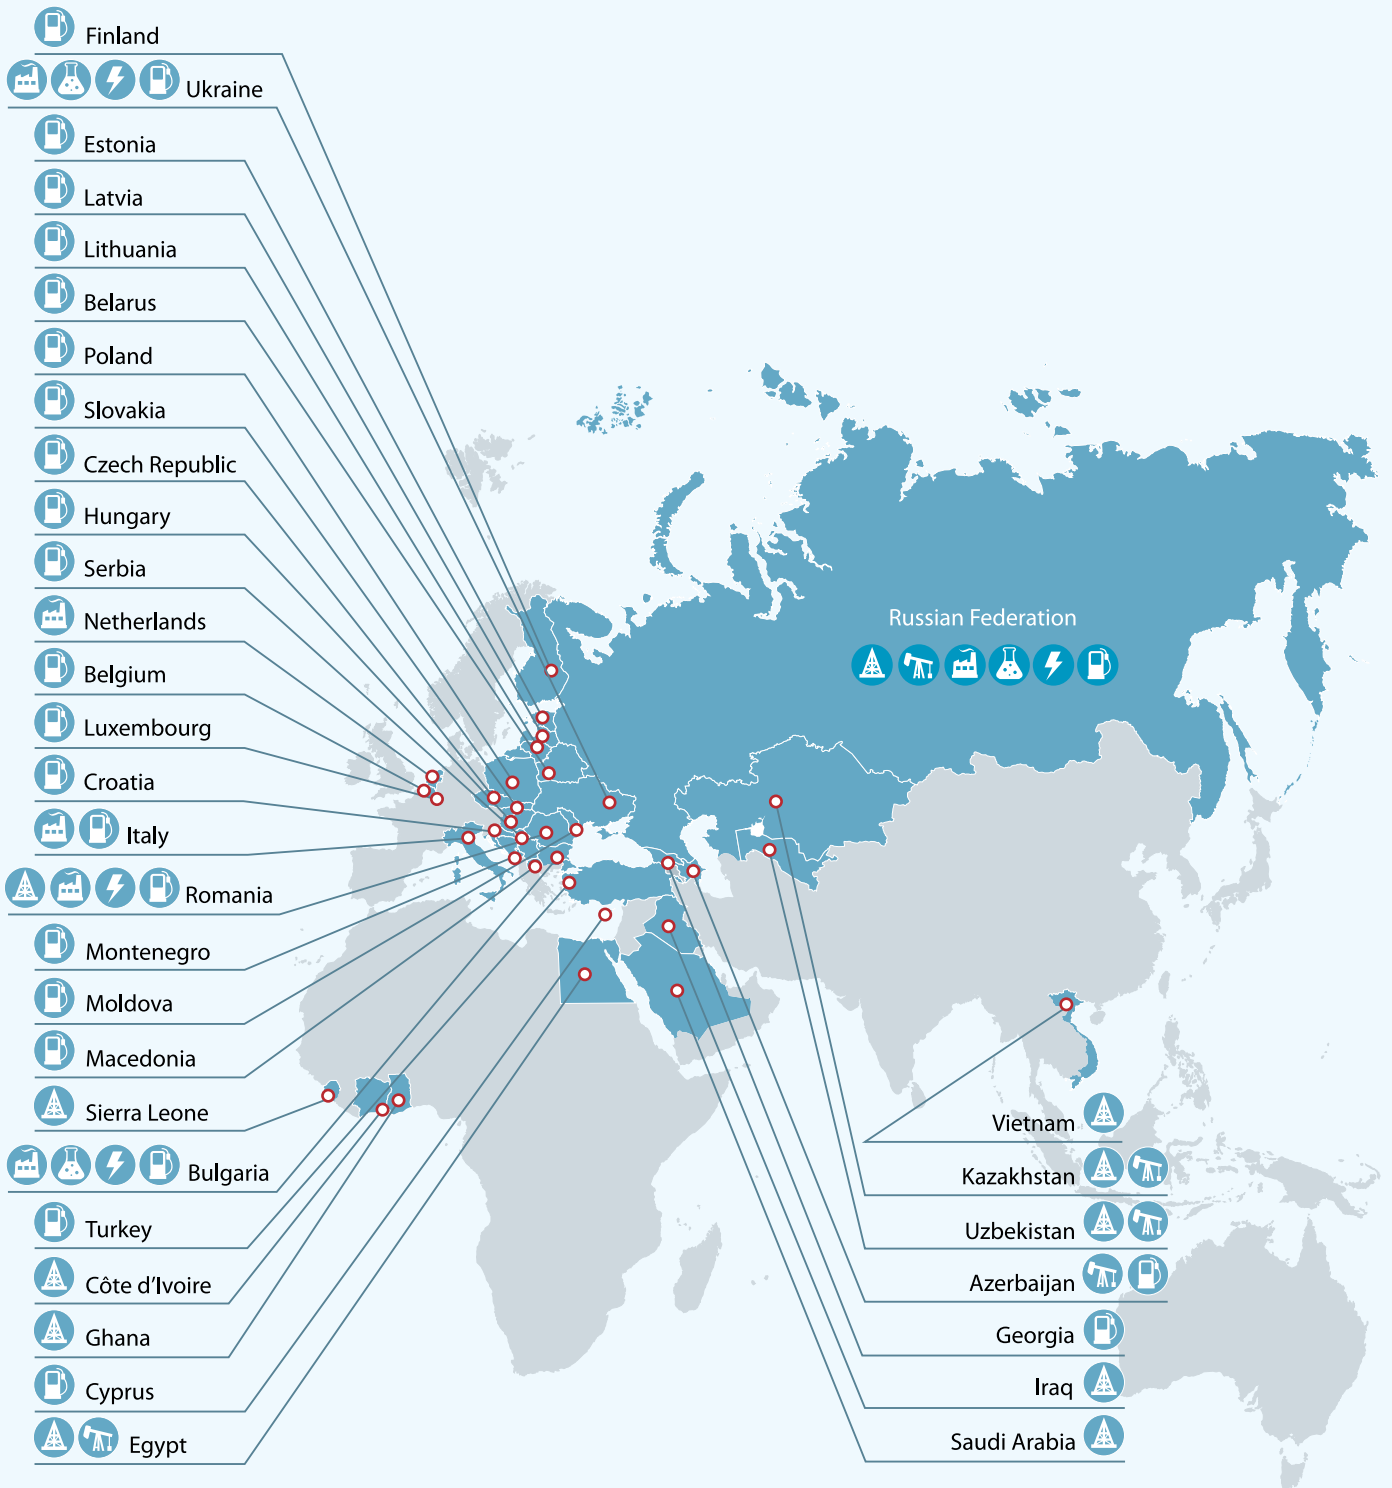 Finland
Ukraine
Estonia
Latvia
Lithuania
Belarus
Poland
Slovakia
Czech Republic
Hungary
Serbia
Netherlands
Belgium
Luxembourg
Croatia
Italy
Romania
Montenegro
Moldova
Macedonia
Sierra Leone
Bulgaria
Turkey
Côte d’Ivoire
Ghana
Cyprus
Egypt
Russian Federation
Vietnam
Kazakhstan
Uzbekistan
Azerbaijan
Georgia
Iraq
Saudi Arabia